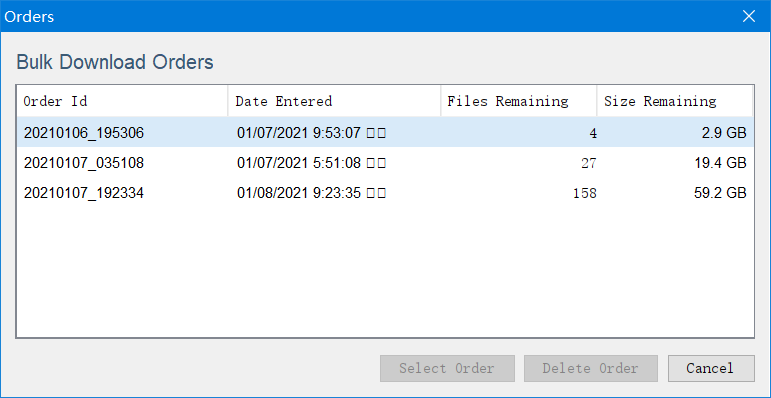 Orders
Bulk Download Orders
Order Id Date Entered Files Remaining Size Remaining
20210106_195306 01/07/2021 9:53:07 4 2.9 GB
20210107_035108 01/07/2021 5:51:08 27 19.4 GB
20210107_192334 01/08/2021 9:23:35 158 59.2 GB
Select Order Delete Order Cancel